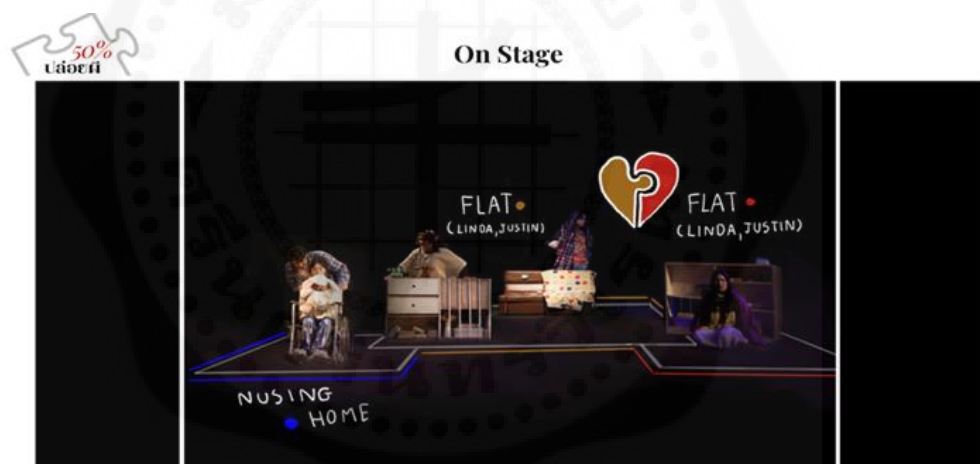 50%
ปล่อยผี
On Stage
FLAT
(LINDA, JUSTIN)
FLAT
(LINDA, JUSTIN)
NUSING
HOME